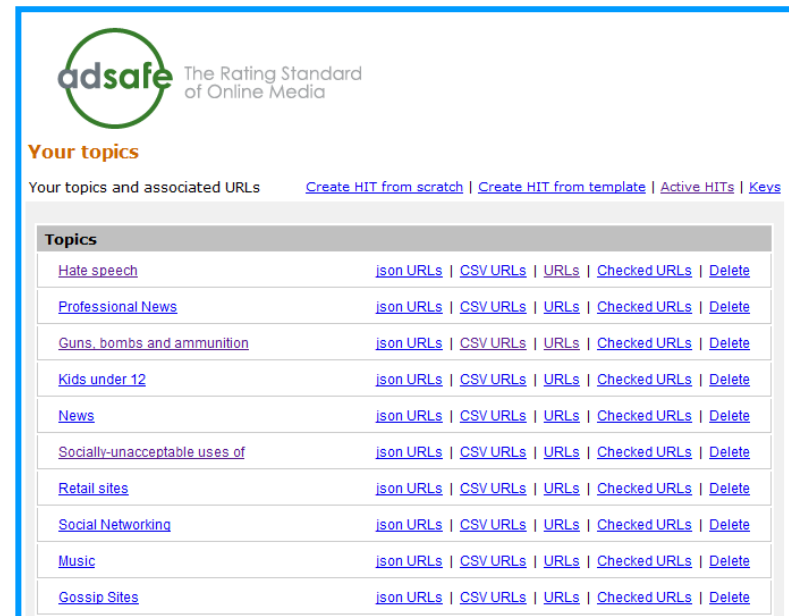 adsafe The Rating Standard
of Online Media
Your topics
Your topics and associated URLs Create HIT from scratch | Create HIT from template | Active HITs | Keys
Topics
Hate speech json URLs | CSV URLs | URLs | Checked URLs | Delete
Professional News json URLs | CSV URLs | URLs | Checked URLs | Delete
Guns, bombs and ammunition json URLs | CSV URLs | URLs | Checked URLs | Delete
Kids under 12 json URLs | CSV URLs | URLs | Checked URLs | Delete
News json URLs | CSV URLs | URLs | Checked URLs | Delete
Socially-unacceptable uses of json URLs | CSV URLs | URLs | Checked URLs | Delete
Retail sites json URLs | CSV URLs | URLs | Checked URLs | Delete
Social Networking json URLs | CSV URLs | URLs | Checked URLs | Delete
Music json URLs | CSV URLs | URLs | Checked URLs | Delete
Gossip Sites json URLs | CSV URLs | URLs | Checked URLs | Delete